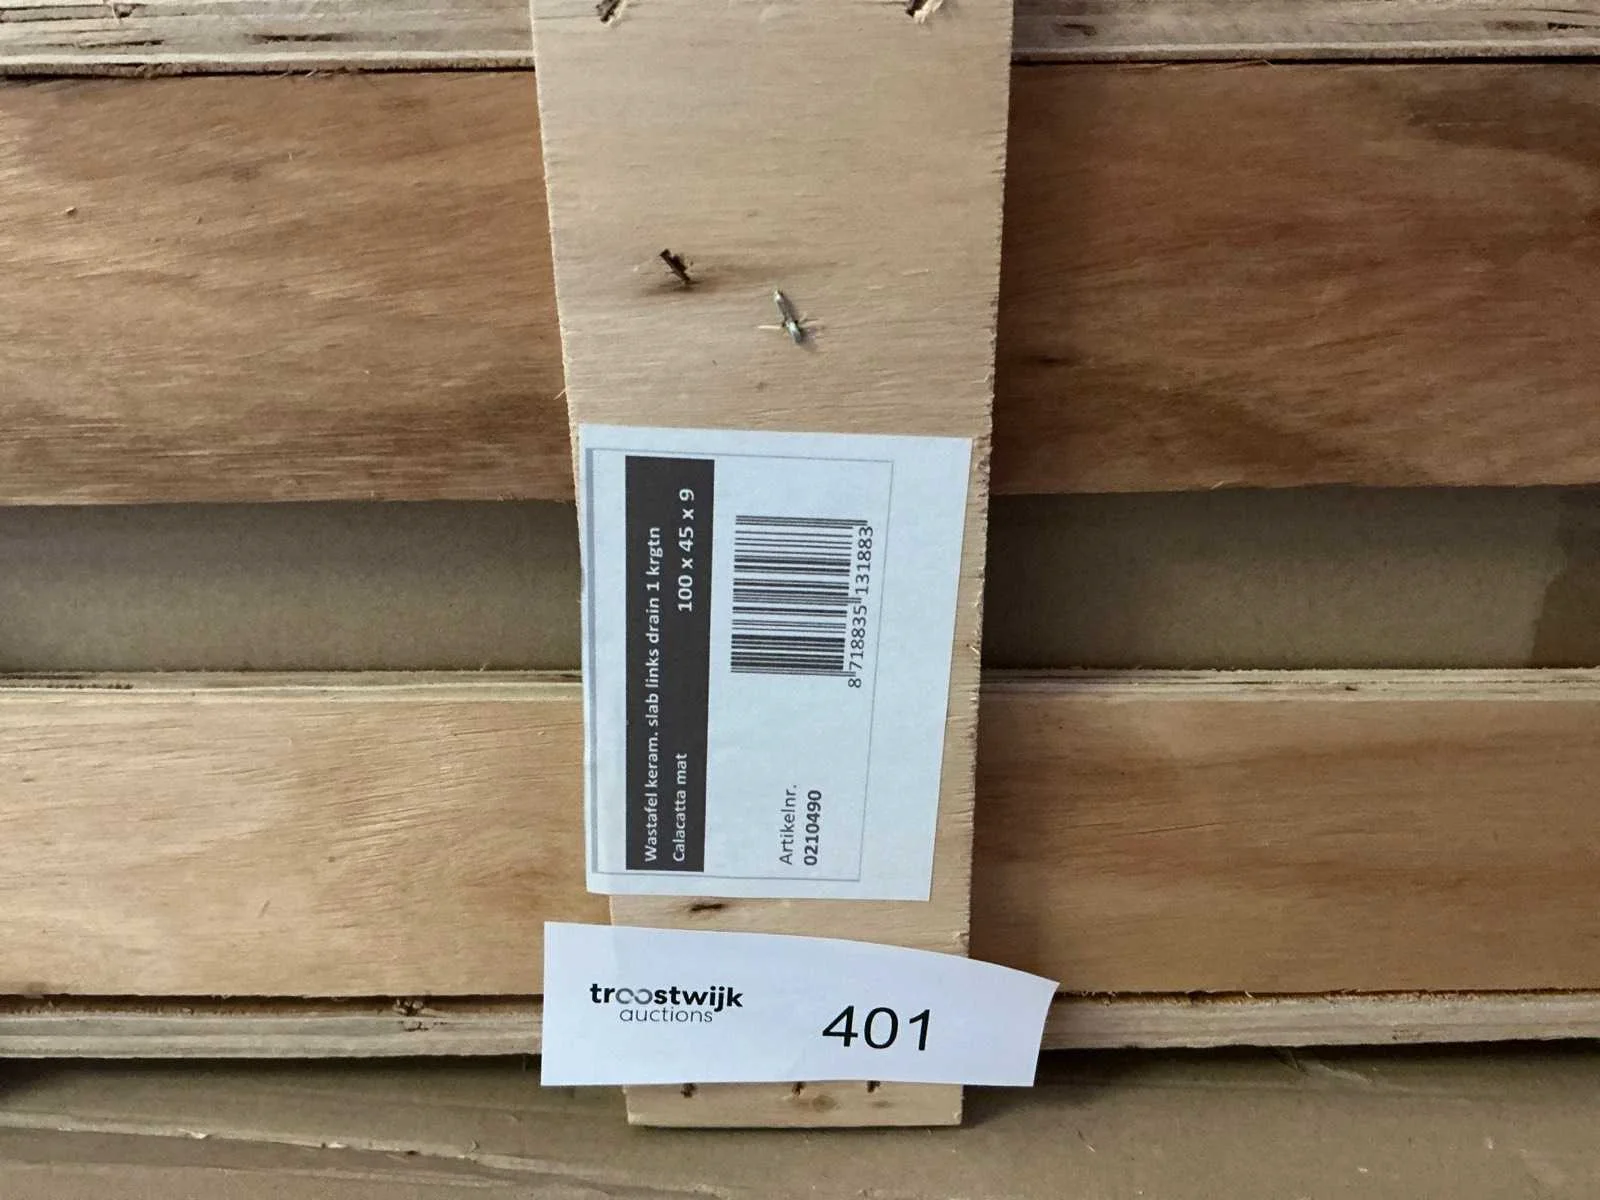 Wastafel keram. slab links drain 1 krgtn
Calacatta mat 100 x 45 x 9
8 718835 131883
Artikelnr.
0210490
troostwijk
auctions
401